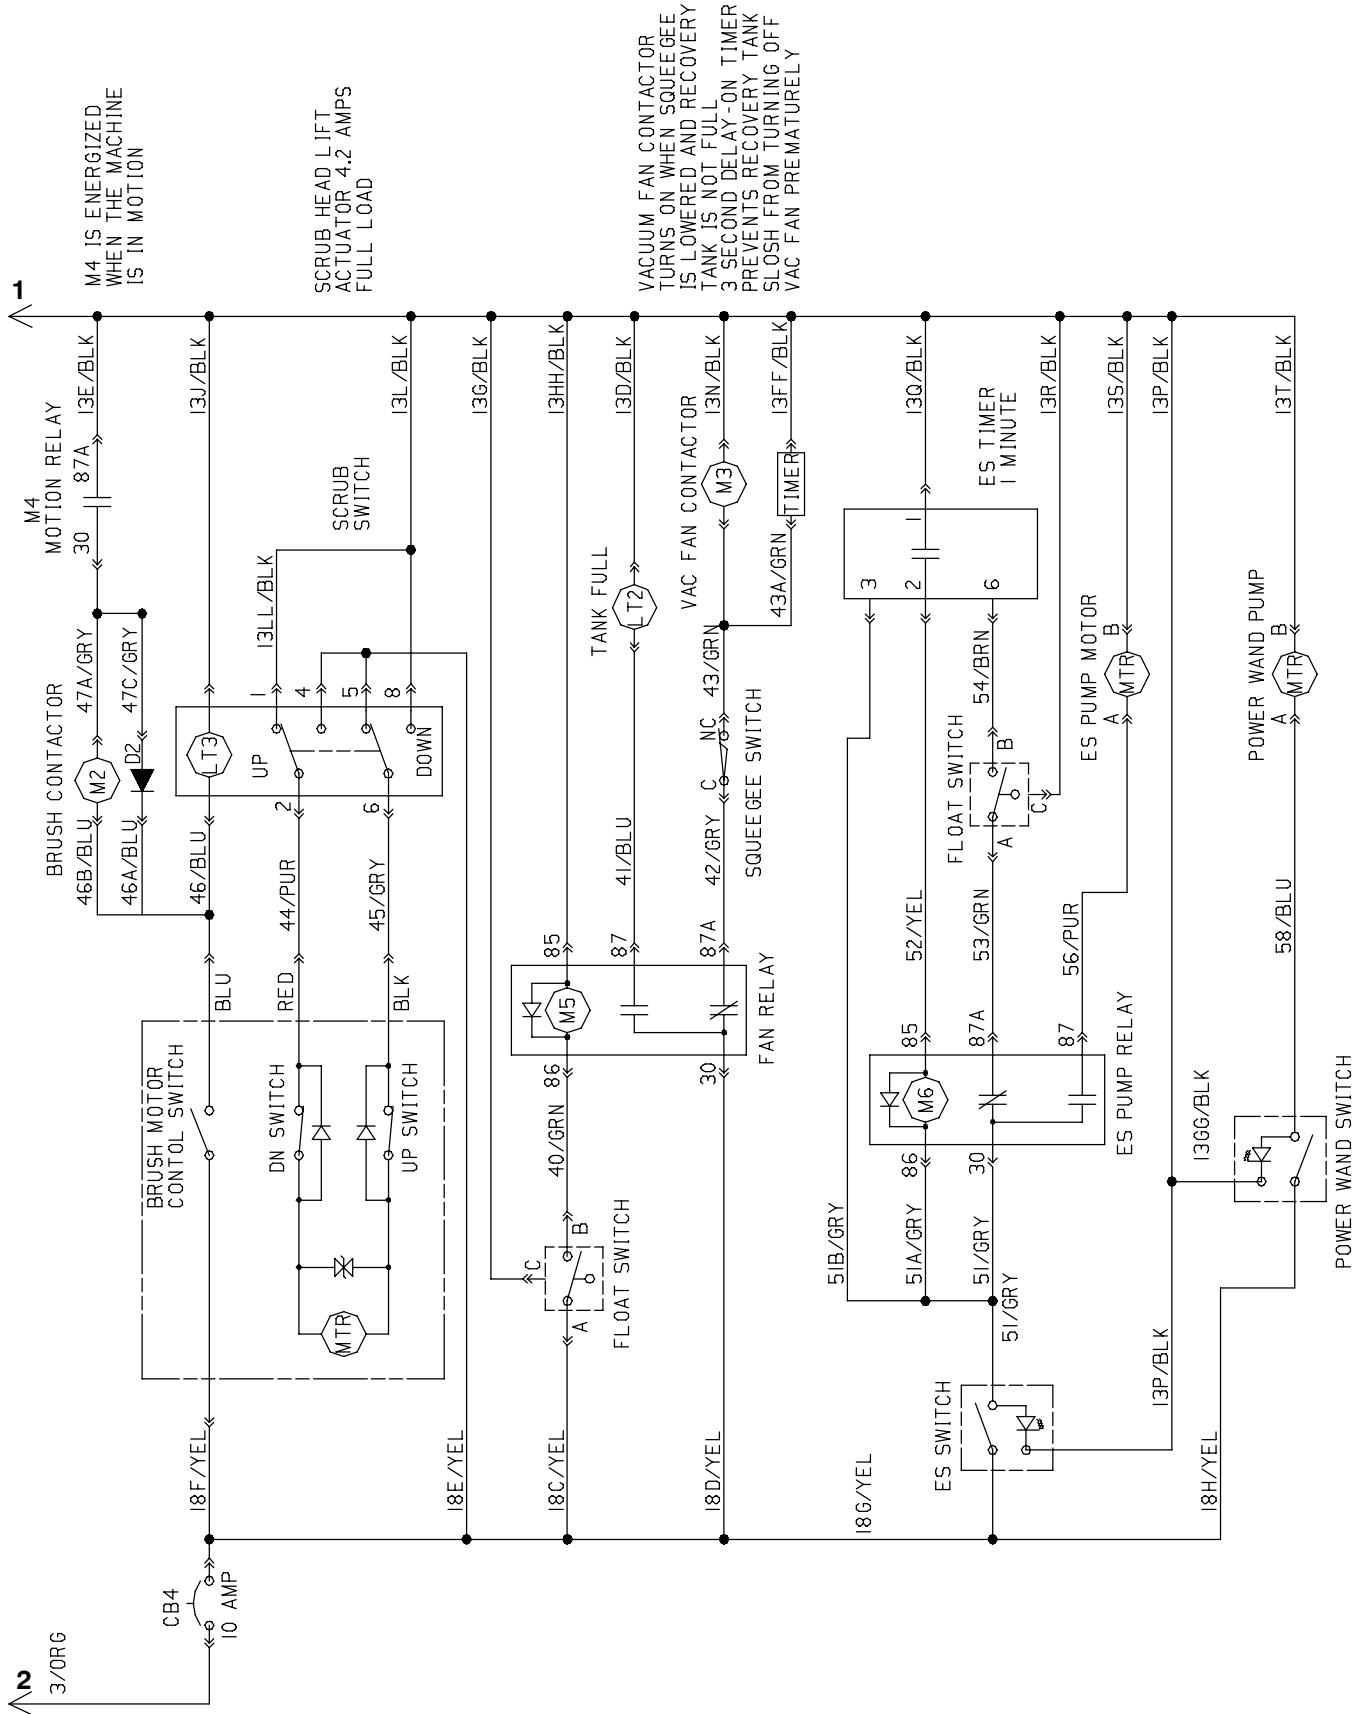 1
2
3/ORG
CB4
10 AMP
M4 IS ENERGIZED
WHEN THE MACHINE
IS IN MOTION
M4
MOTION RELAY
30
87A
13E/BLK
BRUSH CONTACTOR
46B/BLU
M2
47A/GRY
46A/BLU
D2
47C/GRY
18F/YEL
BRUSH MOTOR
CONTOL SWITCH
BLU
46/BLU
LT3
13J/BLK
SCRUB HEAD LIFT
ACTUATOR 4.2 AMPS
FULL LOAD
DN SWITCH
RED
44/PUR
2
UP
1
13LL/BLK
4
SCRUB
SWITCH
MTR
UP SWITCH
BLK
45/GRY
6
5
8
DOWN
13L/BLK
18E/YEL
13G/BLK
18C/YEL
A
C
B
FLOAT SWITCH
40/GRN
86
M5
85
13HH/BLK
87
41/BLU
TANK FULL
LT2
13D/BLK
18D/YEL
30
87A
FAN RELAY
42/GRY
C
NC
SQUEEGEE SWITCH
43/GRN
VAC FAN CONTACTOR
M3
13N/BLK
43A/GRN
TIMER
13FF/BLK
VACUUM FAN CONTACTOR
TURNS ON WHEN SQUEEGEE
IS LOWERED AND RECOVERY
TANK IS NOT FULL
3 SECOND DELAY-ON TIMER
PREVENTS RECOVERY TANK
SLOSH FROM TURNING OFF
VAC FAN PREMATURELY
18G/YEL
ES SWITCH
51/GRY
51B/GRY
51A/GRY
51/GRY
86
M6
85
52/YEL
30
87A
53/GRN
87
56/PUR
ES PUMP RELAY
FLOAT SWITCH
A
B
C
54/BRN
3
2
6
1
13Q/BLK
ES TIMER
1 MINUTE
13R/BLK
ES PUMP MOTOR
A
MTR
B
13S/BLK
13P/BLK
13P/BLK
13GG/BLK
18H/YEL
POWER WAND SWITCH
58/BLU
POWER WAND PUMP
A
MTR
B
13T/BLK